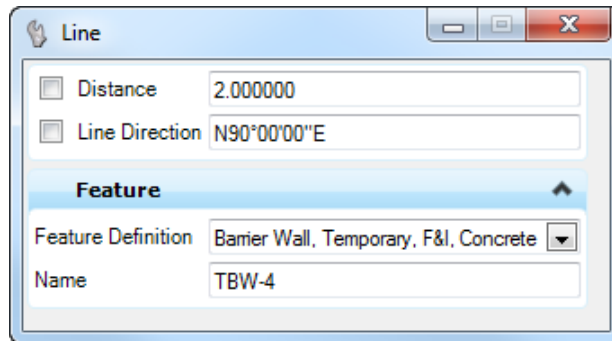 Line
Distance 2.000000
Line Direction N90°00'00"E
Feature
Feature Definition Barrier Wall, Temporary, F&I, Concrete
Name TBW-4